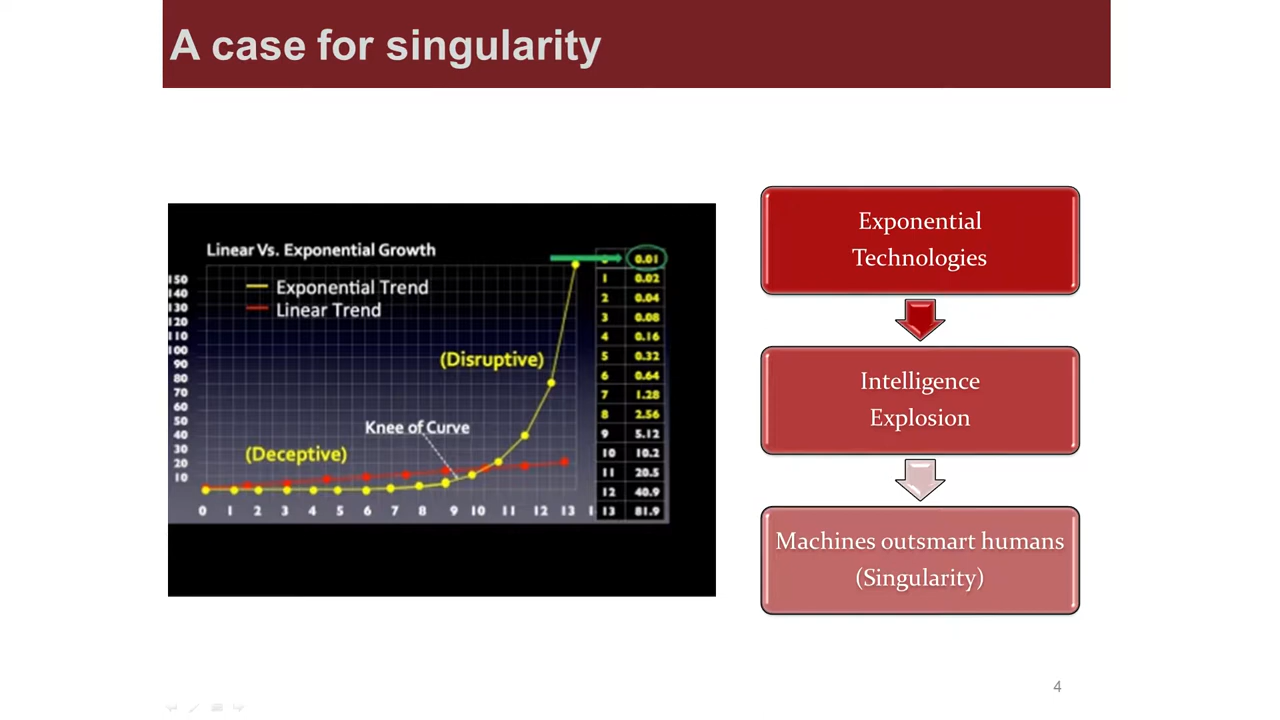 A case for singularity
Linear Vs. Exponential Growth
Exponential Trend
Linear Trend
(Disruptive)
Knee of Curve
(Deceptive)
150
140
130
120
110
100
90
80
70
60
50
40
30
20
10
0 1 2 3 4 5 6 7 8 9 10 11 12 13
0.01
1 0.02
2 0.04
3 0.08
4 0.16
5 0.32
6 0.64
7 1.28
8 2.56
9 5.12
10 10.2
11 20.5
12 40.9
13 81.9
Exponential
Technologies
Intelligence
Explosion
Machines outsmart humans
(Singularity)
4